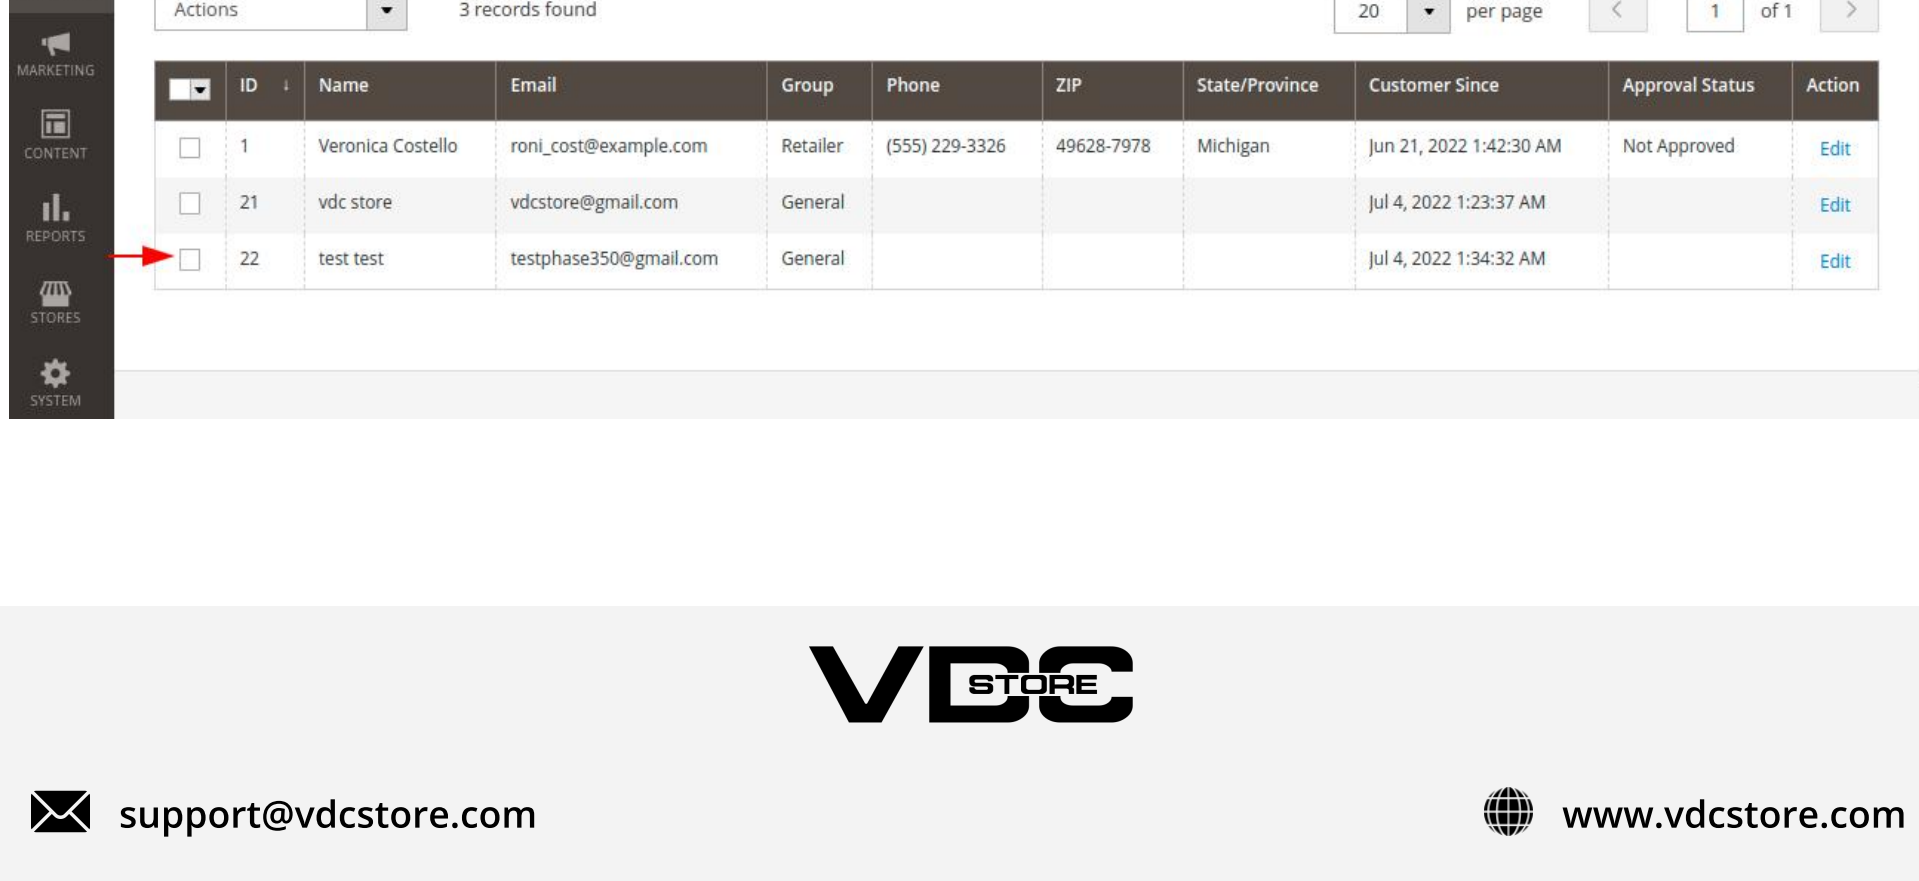 Actions 3 records found 20 per page 1 of 1
MARKETING
ID Name Email Group Phone ZIP State/Province Customer Since Approval Status Action
1 Veronica Costello roni_cost@example.com Retailer (555) 229-3326 49628-7978 Michigan Jun 21, 2022 1:42:30 AM Not Approved Edit
CONTENT
21 vdc store vdcstore@gmail.com General Jul 4, 2022 1:23:37 AM Edit
REPORTS
22 test test testphase350@gmail.com General Jul 4, 2022 1:34:32 AM Edit
STORES
SYSTEM
VDC
STORE
support@vdcstore.com www.vdcstore.com